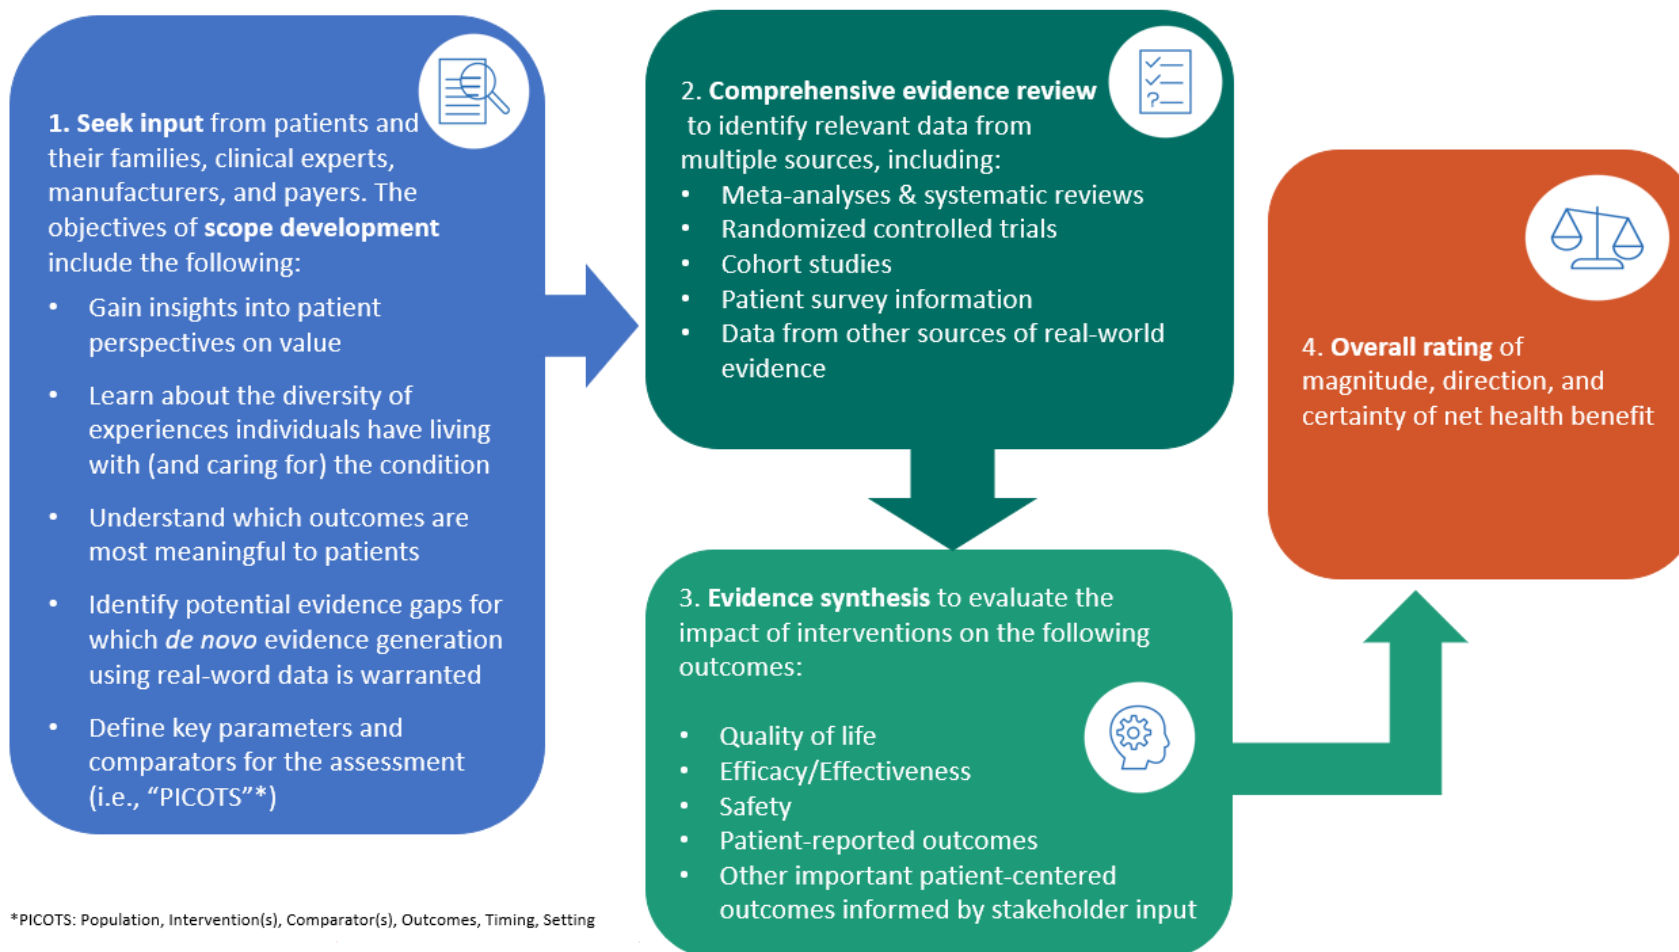 1. Seek input from patients and
their families, clinical experts,
manufacturers, and payers. The
objectives of scope development
include the following:
• Gain insights into patient
perspectives on value
• Learn about the diversity of
experiences individuals have living
with (and caring for) the condition
• Understand which outcomes are
most meaningful to patients
• Identify potential evidence gaps for
which de novo evidence generation
using real-word data is warranted
• Define key parameters and
comparators for the assessment
(i.e., “PICOTS”*)
*PICOTS: Population, Intervention(s), Comparator(s), Outcomes, Timing, Setting
2. Comprehensive evidence review
to identify relevant data from
multiple sources, including:
• Meta-analyses & systematic reviews
• Randomized controlled trials
• Cohort studies
• Patient survey information
• Data from other sources of real-world
evidence
3. Evidence synthesis to evaluate the
impact of interventions on the following
outcomes:
• Quality of life
• Efficacy/Effectiveness
• Safety
• Patient-reported outcomes
• Other important patient-centered
outcomes informed by stakeholder input
4. Overall rating of
magnitude, direction, and
certainty of net health benefit